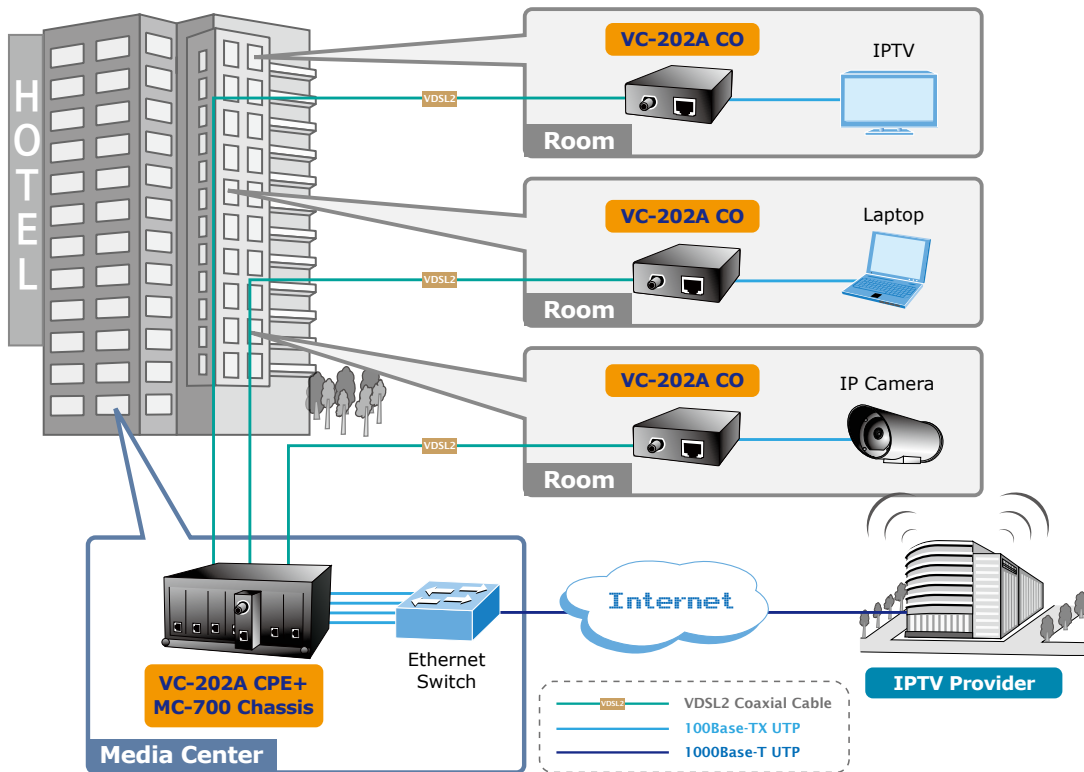 HOTEL
VC-202A CO
IPTV
VDSL2
Room
VC-202A CO
Laptop
VDSL2
Room
VC-202A CO
IP Camera
VDSL2
Room
Internet
Ethernet
Switch
VC-202A CPE+
MC-700 Chassis
Media Center
IPTV Provider
VDSL2
VDSL2 Coaxial Cable
100Base-TX UTP
1000Base-T UTP